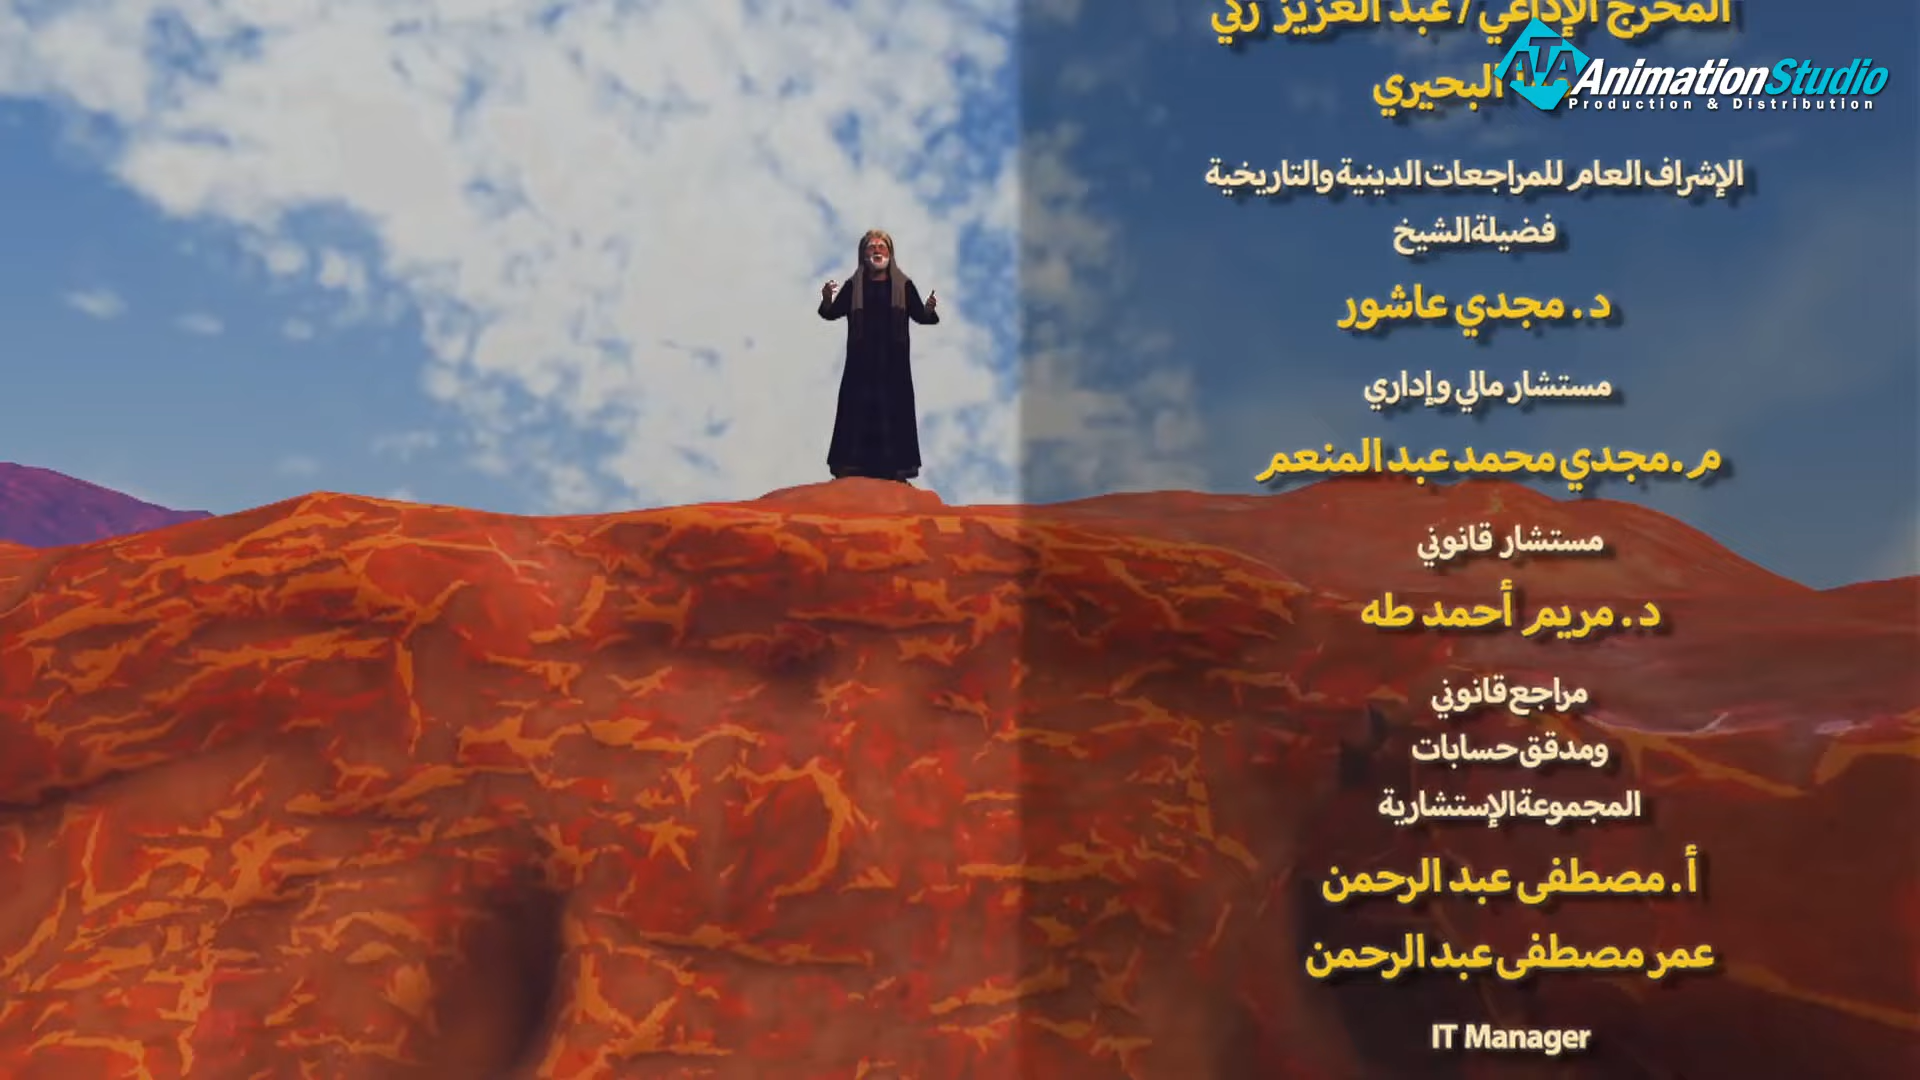 المخرج الإذاعي / عبد العزيز زكي
البحيري
ATA
AnimationStudio
Production & Distribution
الإشراف العام للمراجعات الدينية والتاريخية
فضيلة الشيخ
د. مجدي عاشور
مستشار مالي وإداري
م. مجدي محمد عبد المنعم
مستشار قانوني
د. مريم أحمد طه
مراجع قانوني
ومدقق حسابات
المجموعة الإستشارية
أ. مصطفى عبد الرحمن
عمر مصطفى عبد الرحمن
IT Manager